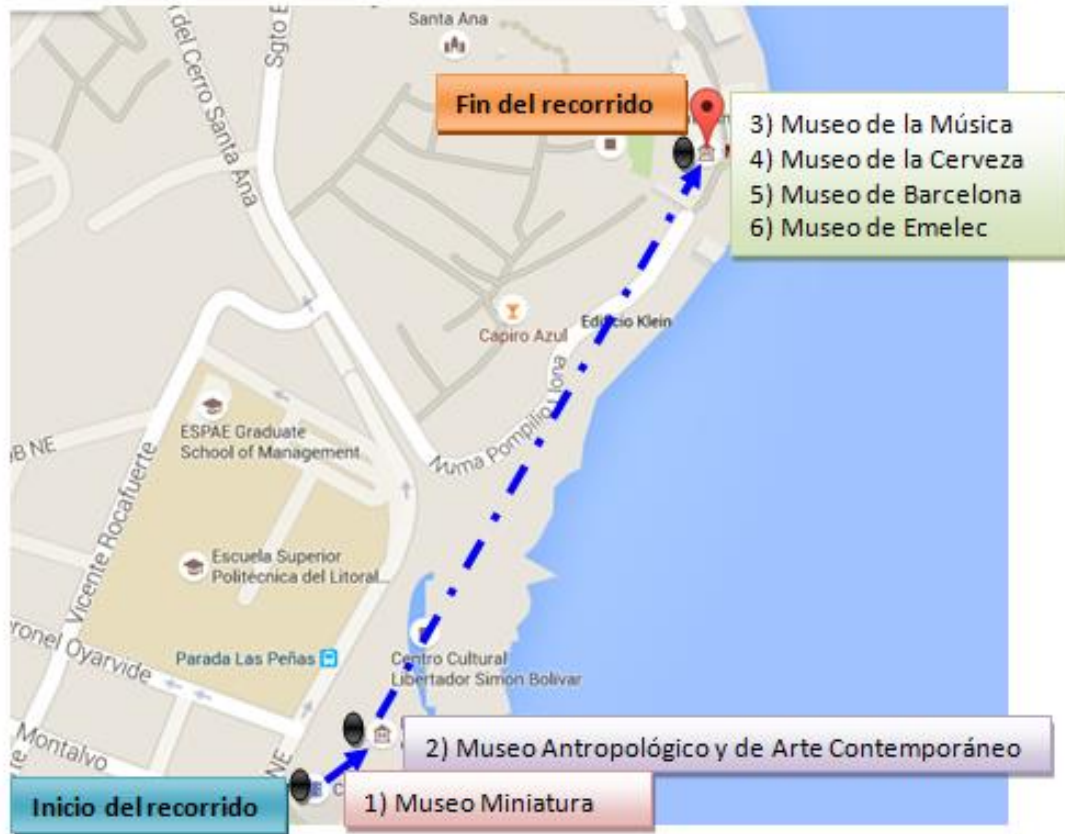 Santa Ana
del Cerro Santa Ana
Sgto
Fin del recorrido
3) Museo de la Música
4) Museo de la Cerveza
5) Museo de Barcelona
6) Museo de Emelec
Edificio Klein
Capiro Azul
Numa Pompilio Llona
ESPAE Graduate
School of Management
NE
Vicente Rocafuerte
Escuela Superior
Politecnica del Litoral...
Oyarvide
Parada Las Peñas
Centro Cultural
Libertador Simon Bolivar
Montalvo
NE
2) Museo Antropológico y de Arte Contemporáneo
1) Museo Miniatura
Inicio del recorrido